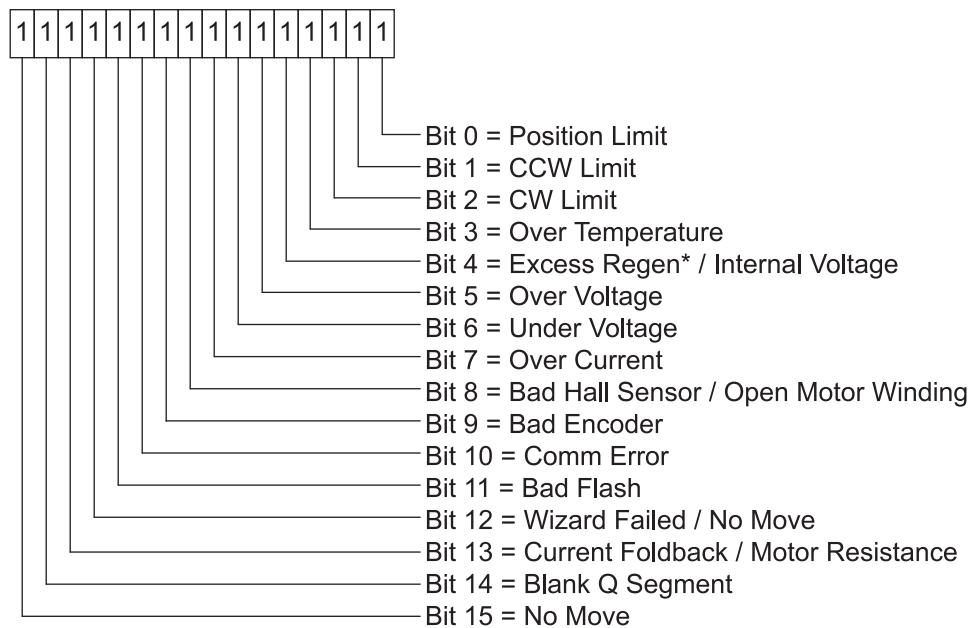 1 1 1 1 1 1 1 1 1 1 1 1 1 1 1 1
Bit 0 = Position Limit
Bit 1 = CCW Limit
Bit 2 = CW Limit
Bit 3 = Over Temperature
Bit 4 = Excess Regen* / Internal Voltage
Bit 5 = Over Voltage
Bit 6 = Under Voltage
Bit 7 = Over Current
Bit 8 = Bad Hall Sensor / Open Motor Winding
Bit 9 = Bad Encoder
Bit 10 = Comm Error
Bit 11 = Bad Flash
Bit 12 = Wizard Failed / No Move
Bit 13 = Current Foldback / Motor Resistance
Bit 14 = Blank Q Segment
Bit 15 = No Move